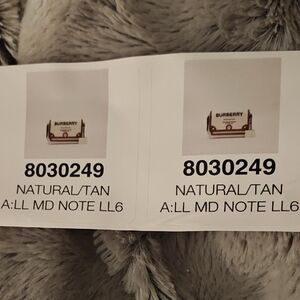 BURBERRY
8030249
NATURAL/TAN
A:LL MD NOTE LL6
BURBERRY
8030249
NATURAL/TAN
A:LL MD NOTE LL6